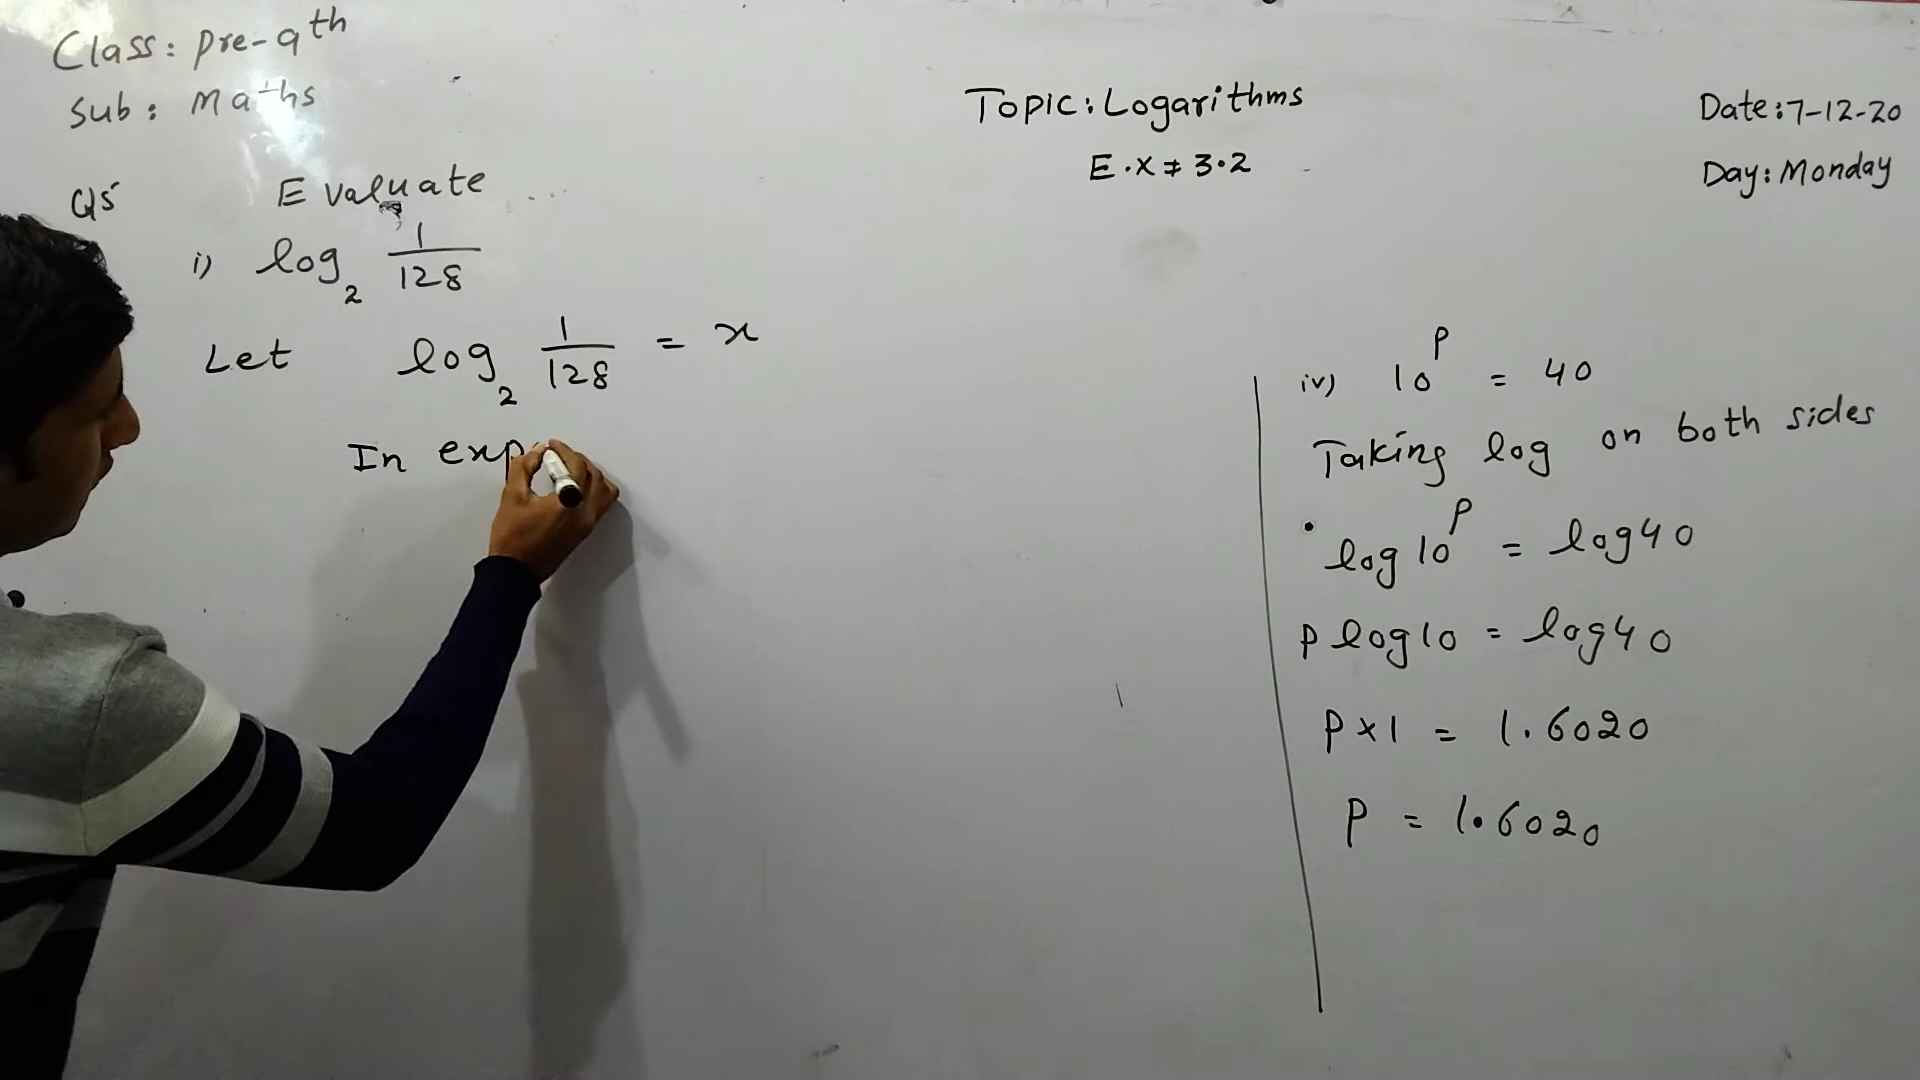 Class: Pre-9th
Sub: Maths
Topic: Logarithms
E.X # 3.2
Date: 7-12-20
Day: Monday
Q5 Evaluate
i) log₂ 1/128
Let log₂ 1/128 = x
In exp
iv) 10^P = 40
Taking log on both sides
log 10^P = log 40
P log 10 = log 40
P × 1 = 1.6020
P = 1.6020